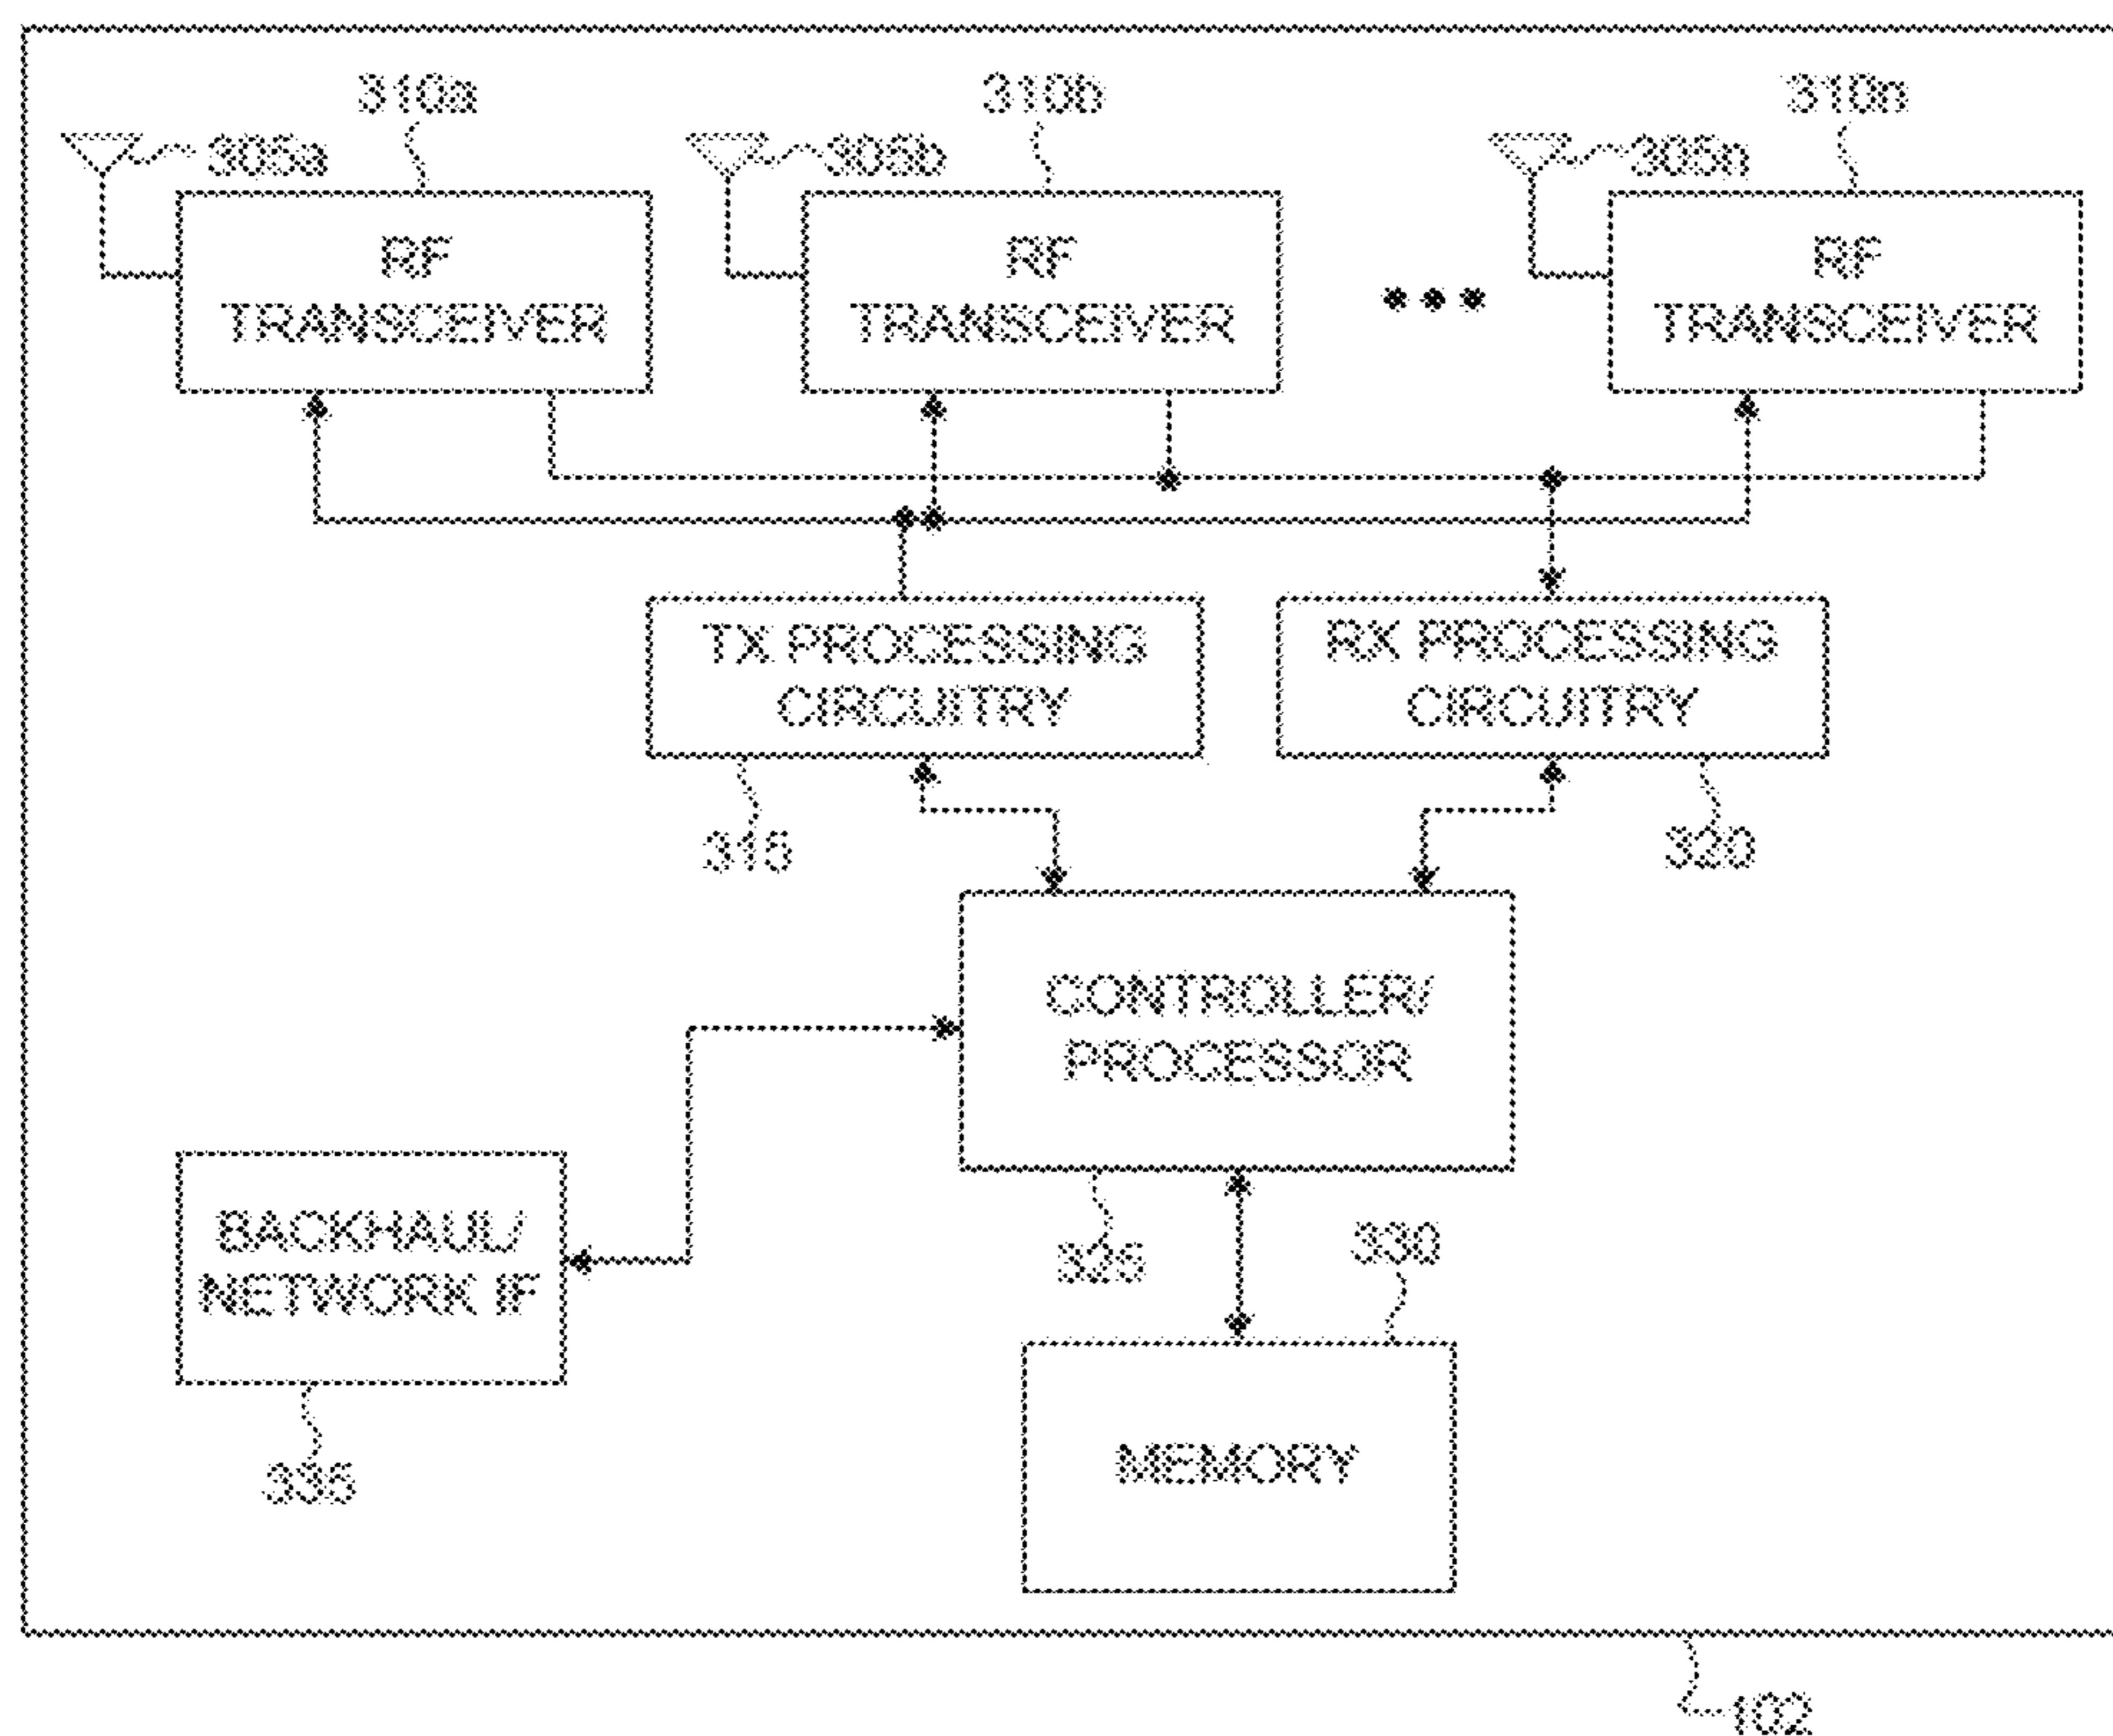 310a
310b
310n
305a
305b
305n
RF
TRANSCEIVER
RF
TRANSCEIVER
RF
TRANSCEIVER
TX PROCESSING
CIRCUITRY
RX PROCESSING
CIRCUITRY
315
320
CONTROLLER/
PROCESSOR
BACKHAUL/
NETWORK IF
325
330
335
MEMORY
102